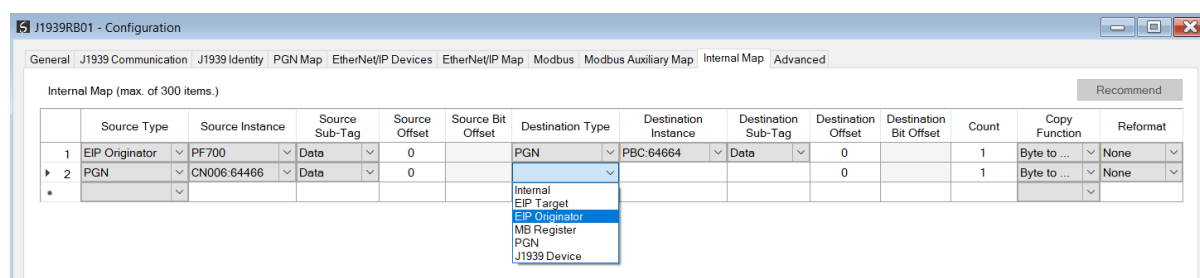 J1939RB01 - Configuration
General J1939 Communication J1939 Identity PGN Map EtherNet/IP Devices EtherNet/IP Map Modbus Modbus Auxiliary Map Internal Map Advanced
Internal Map (max. of 300 items.) Recommend
Source Type Source Instance Source Sub-Tag Source Offset Source Bit Offset Destination Type Destination Instance Destination Sub-Tag Destination Offset Destination Bit Offset Count Copy Function Reformat
1 EIP Originator PF700 Data 0 PGN PBC:64664 Data 0 1 Byte to ... None
2 PGN CN006:64466 Data 0 0 1 Byte to ... None
Internal
EIP Target
EIP Originator
MB Register
PGN
J1939 Device